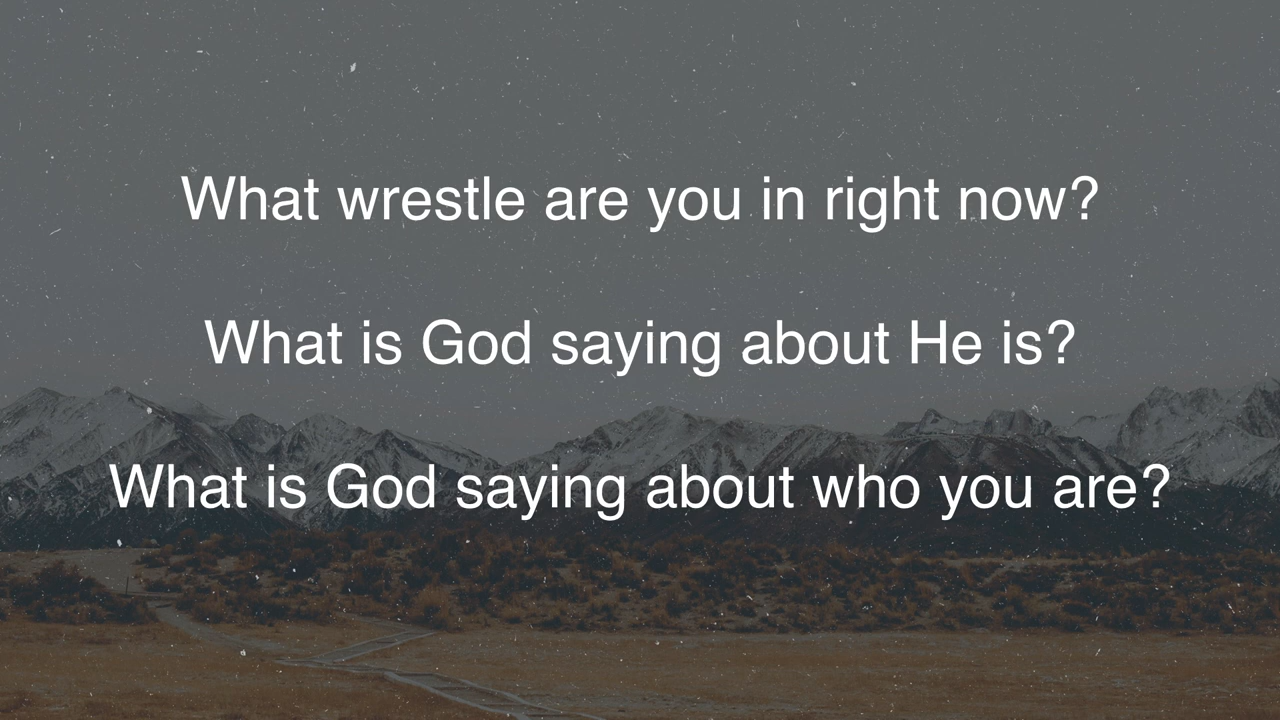 What wrestle are you in right now?
What is God saying about He is?
What is God saying about who you are?